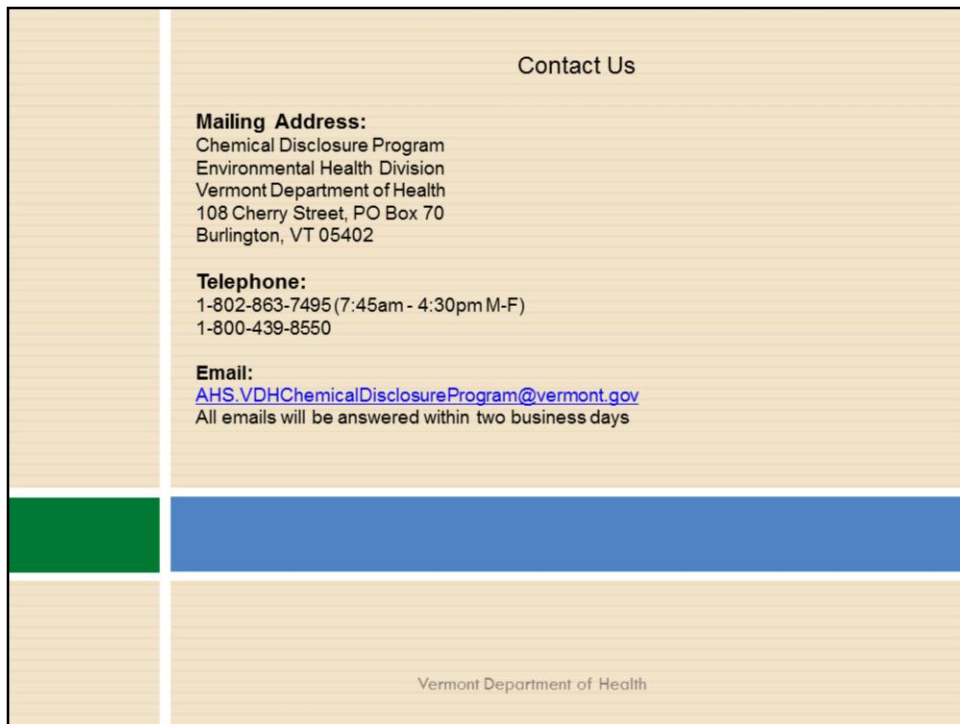 Contact Us
Mailing Address:
Chemical Disclosure Program
Environmental Health Division
Vermont Department of Health
108 Cherry Street, PO Box 70
Burlington, VT 05402
Telephone:
1-802-863-7495 (7:45am - 4:30pm M-F)
1-800-439-8550
Email:
AHS.VDHChemicalDisclosureProgram@vermont.gov
All emails will be answered within two business days
Vermont Department of Health